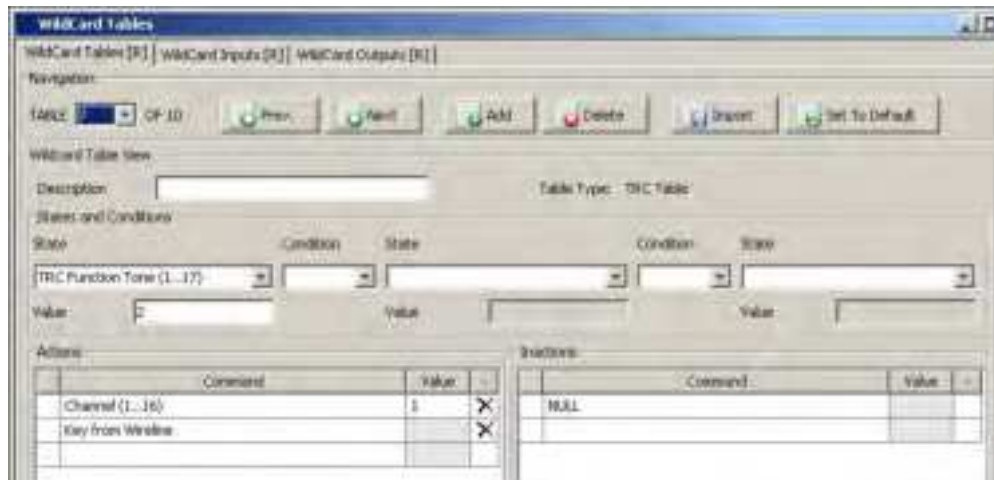 WildCard Tables
WildCard Tables [R] WildCard Inputs [R] WildCard Outputs [R]
Navigation
TABLE OF 10 Prev. Next Add Delete Import Set To Default
Wildcard Table View
Description Table Type: TRC Table
States and Conditions
State Condition State Condition State
TRC Function Tone (1...17)
Value 2 Value Value
Actions Inactions
Command Value - Command Value -
Channel (1...16) 1 X NULL
Key from Wireline X